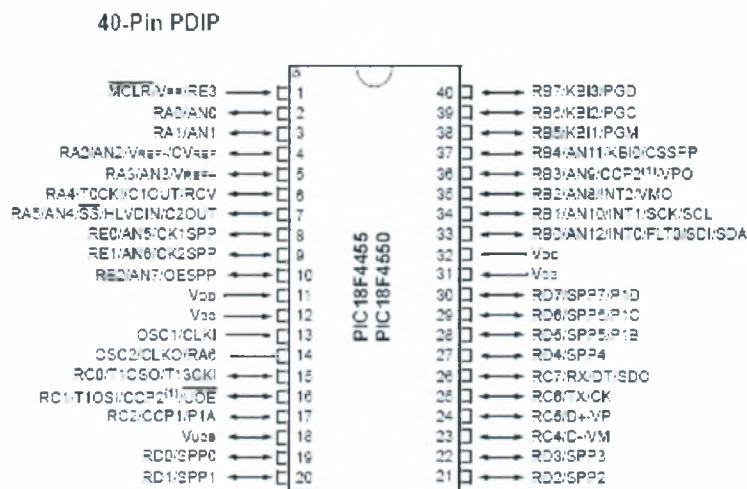 40-Pin PDIP
MCLR/VPP/RE3 1
RA0/AN0 2
RA1/AN1 3
RA2/AN2/VREF-/CVREF 4
RA3/AN3/VREF+ 5
RA4/T0CKI/C1OUT/RCV 6
RA5/AN4/SS/HLVDIN/C2OUT 7
RE0/AN5/CK1SPP 8
RE1/AN6/CK2SPP 9
RE2/AN7/OESPP 10
VDD 11
VSS 12
OSC1/CLKI 13
OSC2/CLKO/RA6 14
RC0/T1OSO/T13CKI 15
RC1/T1OSI/CCP2(1)/UOE 16
RC2/CCP1/P1A 17
VUSB 18
RD0/SPP0 19
RD1/SPP1 20
PIC18F4455
PIC18F4550
40 RB7/KBI3/PGD
39 RB6/KBI2/PGC
38 RB5/KBI1/PGM
37 RB4/AN11/KBI0/CSSPP
36 RB3/AN9/CCP2(1)/VPO
35 RB2/AN8/INT2/VMO
34 RB1/AN10/INT1/SCK/SCL
33 RB0/AN12/INT0/FLT0/SDI/SDA
32 VDD
31 VSS
30 RD7/SPP7/P1D
29 RD6/SPP6/P1C
28 RD5/SPP5/P1B
27 RD4/SPP4
26 RC7/RX/DT/SDO
25 RC6/TX/CK
24 RC5/D+/VP
23 RC4/D-/VM
22 RD3/SPP3
21 RD2/SPP2